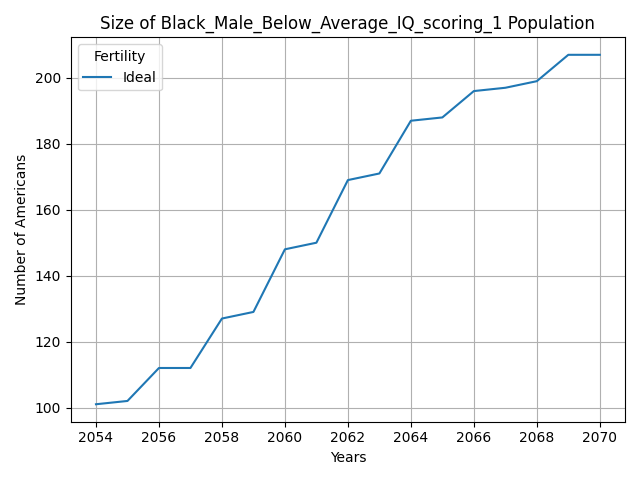 Size of Black_Male_Below_Average_IQ_scoring_1 Population
Fertility
Ideal
Number of Americans
200
180
160
140
120
100
2054 2056 2058 2060 2062 2064 2066 2068 2070
Years